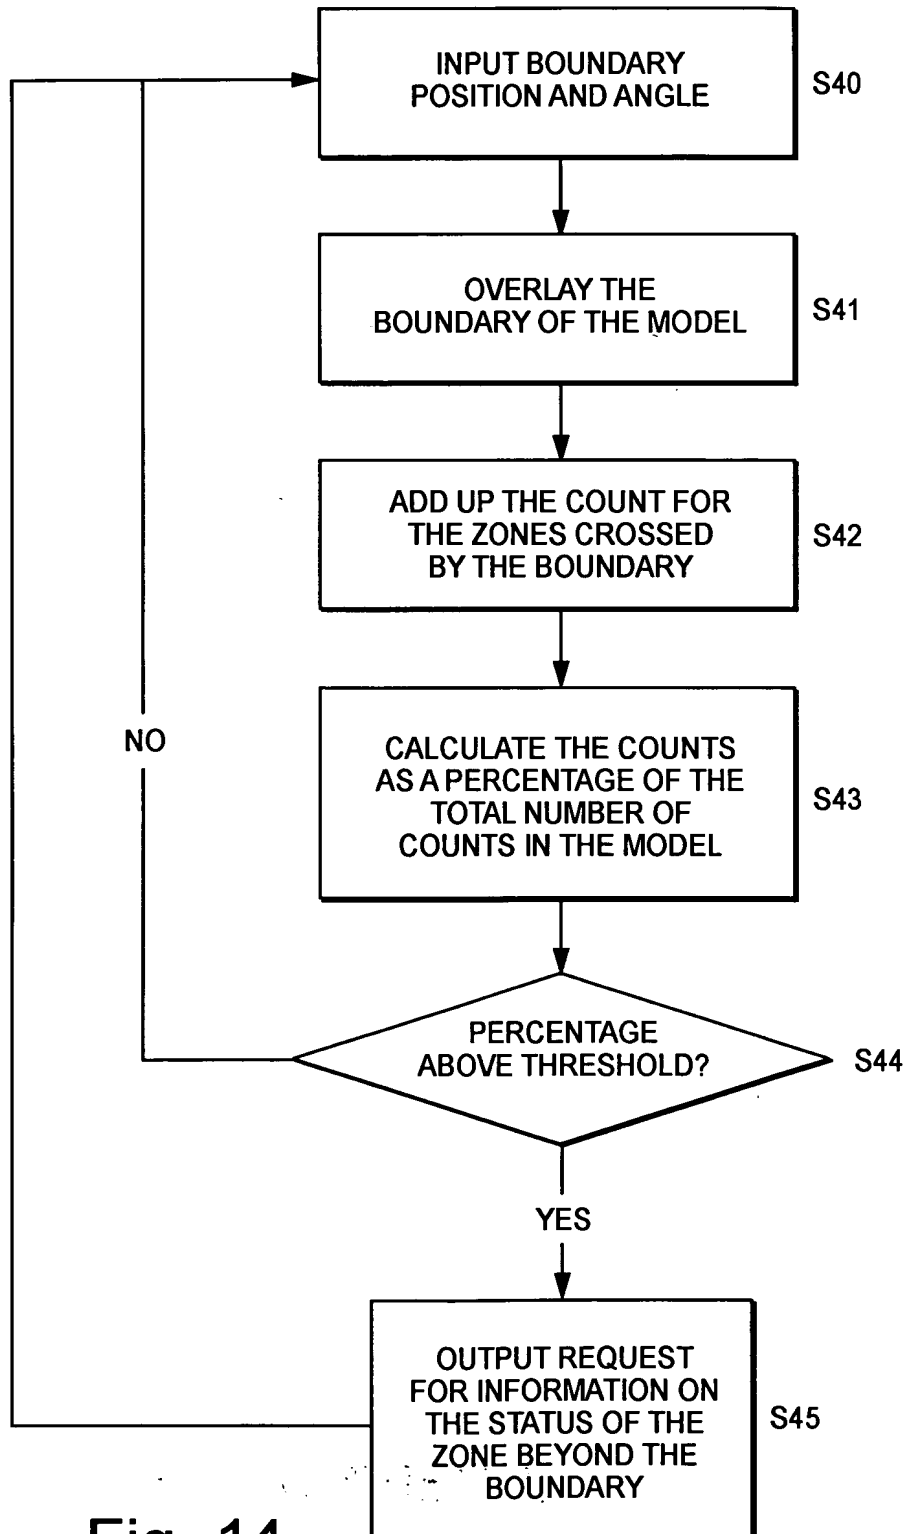 INPUT BOUNDARY
POSITION AND ANGLE
S40
OVERLAY THE
BOUNDARY OF THE MODEL
S41
ADD UP THE COUNT FOR
THE ZONES CROSSED
BY THE BOUNDARY
S42
NO
CALCULATE THE COUNTS
AS A PERCENTAGE OF THE
TOTAL NUMBER OF
COUNTS IN THE MODEL
S43
PERCENTAGE
ABOVE THRESHOLD?
S44
YES
OUTPUT REQUEST
FOR INFORMATION ON
THE STATUS OF THE
ZONE BEYOND THE
BOUNDARY
S45
Fig. 14